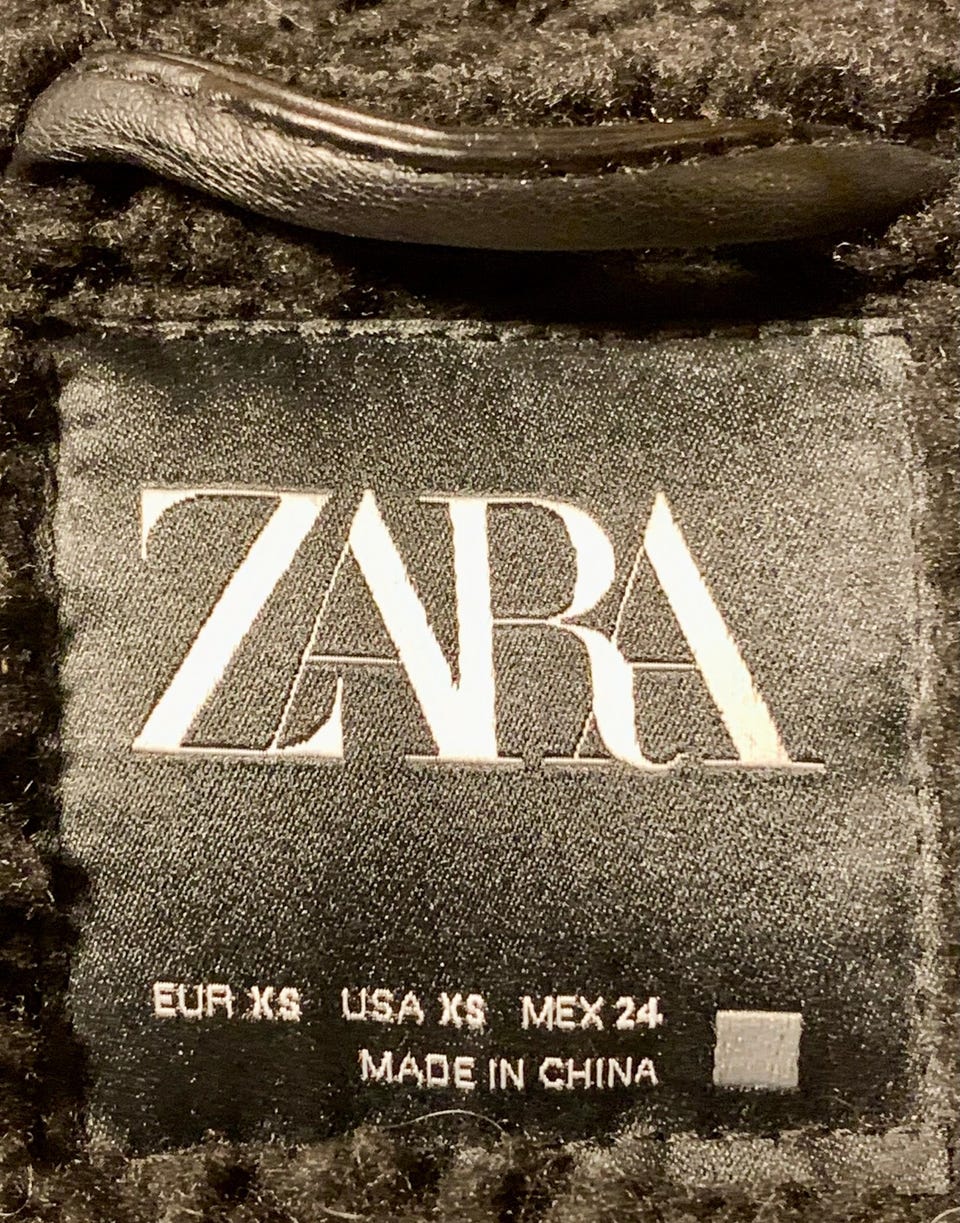 ZARA
EUR XS USA XS MEX 24
MADE IN CHINA